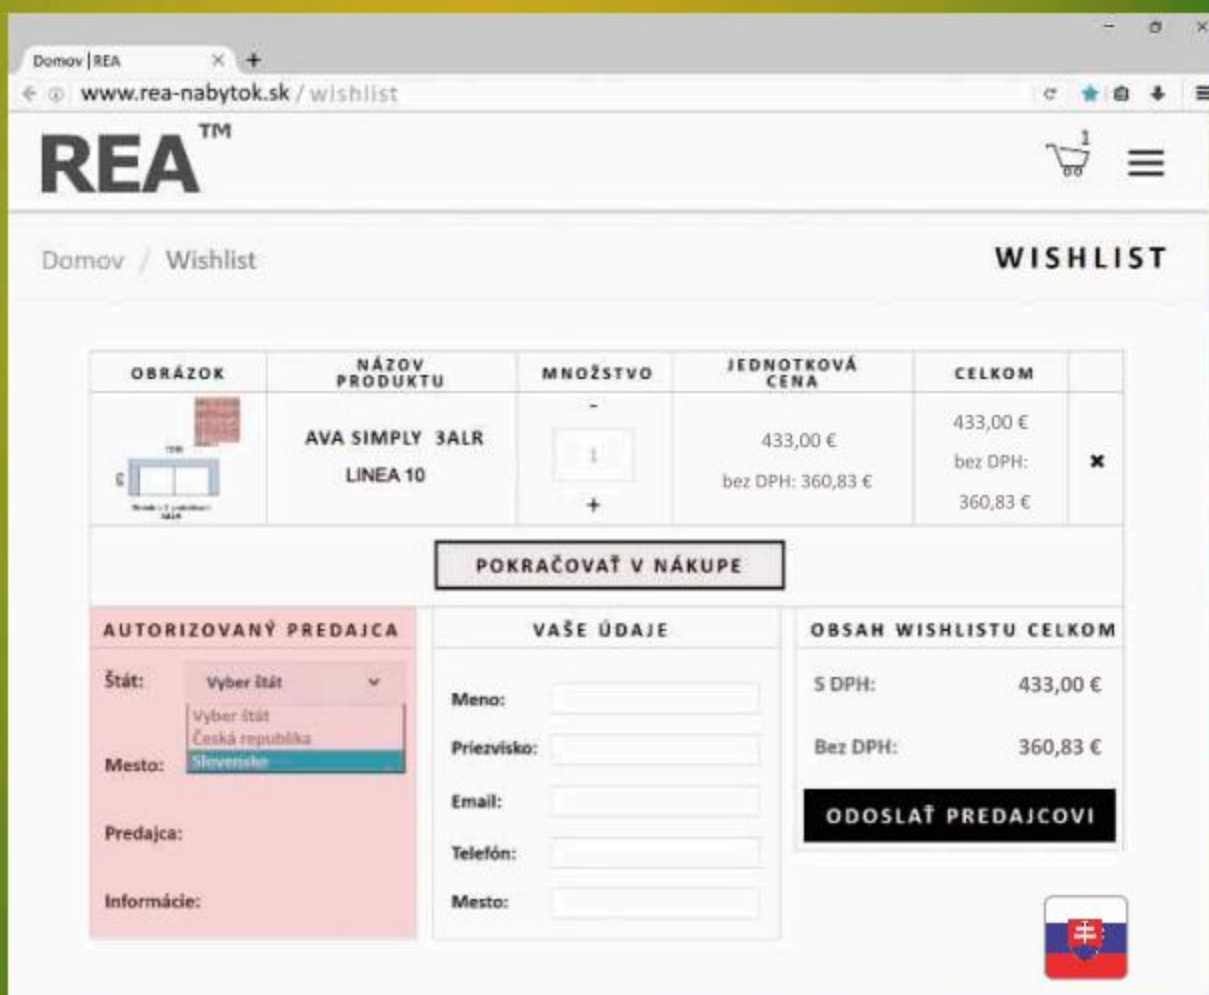 Domov | REA
www.rea-nabytok.sk / wishlist
REA™
1
Domov / Wishlist
WISHLIST
OBRÁZOK
NÁZOV
PRODUKTU
MNOŽSTVO
JEDNOTKOVÁ
CENA
CELKOM
AVA SIMPLY 3ALR
LINEA 10
-
1
+
433,00 €
bez DPH: 360,83 €
433,00 €
bez DPH:
360,83 €
POKRAČOVAŤ V NÁKUPE
AUTORIZOVANÝ PREDAJCA
Štát:
Vyber štát
Vyber štát
Česká republika
Slovensko
Mesto:
Predajca:
Informácie:
VAŠE ÚDAJE
Meno:
Priezvisko:
Email:
Telefón:
Mesto:
OBSAH WISHLISTU CELKOM
S DPH: 433,00 €
Bez DPH: 360,83 €
ODOSLAŤ PREDAJCOVI